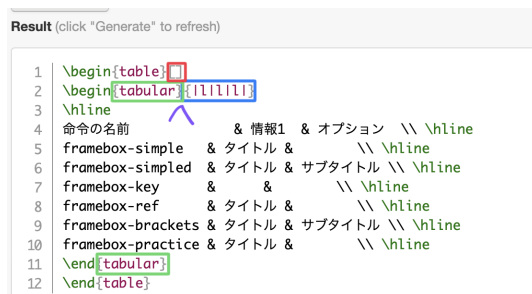 Result (click "Generate" to refresh)
1 \begin{table}[]
2 \begin{tabular}{|l|l|l|}
3 \hline
4 命令の名前 & 情報1 & オプション \\ \hline
5 framebox-simple & タイトル & \\ \hline
6 framebox-simpled & タイトル & サブタイトル \\ \hline
7 framebox-key & & \\ \hline
8 framebox-ref & タイトル & \\ \hline
9 framebox-brackets & タイトル & サブタイトル \\ \hline
10 framebox-practice & タイトル & \\ \hline
11 \end{tabular}
12 \end{table}